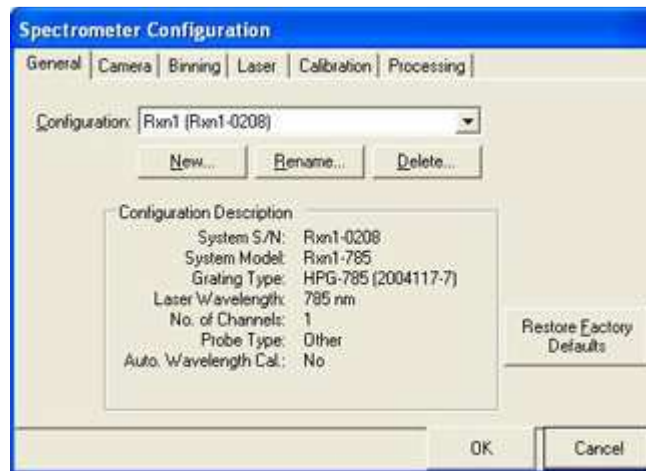 Spectrometer Configuration
General Camera Binning Laser Calibration Processing
Configuration: Rxn1 (Rxn1-0208)
New... Rename... Delete...
Configuration Description
System S/N: Rxn1-0208
System Model: Rxn1-785
Grating Type: HPG-785 (2004117-7)
Laser Wavelength: 785 nm
No. of Channels: 1
Probe Type: Other
Auto. Wavelength Cal.: No
Restore Factory
Defaults
OK Cancel